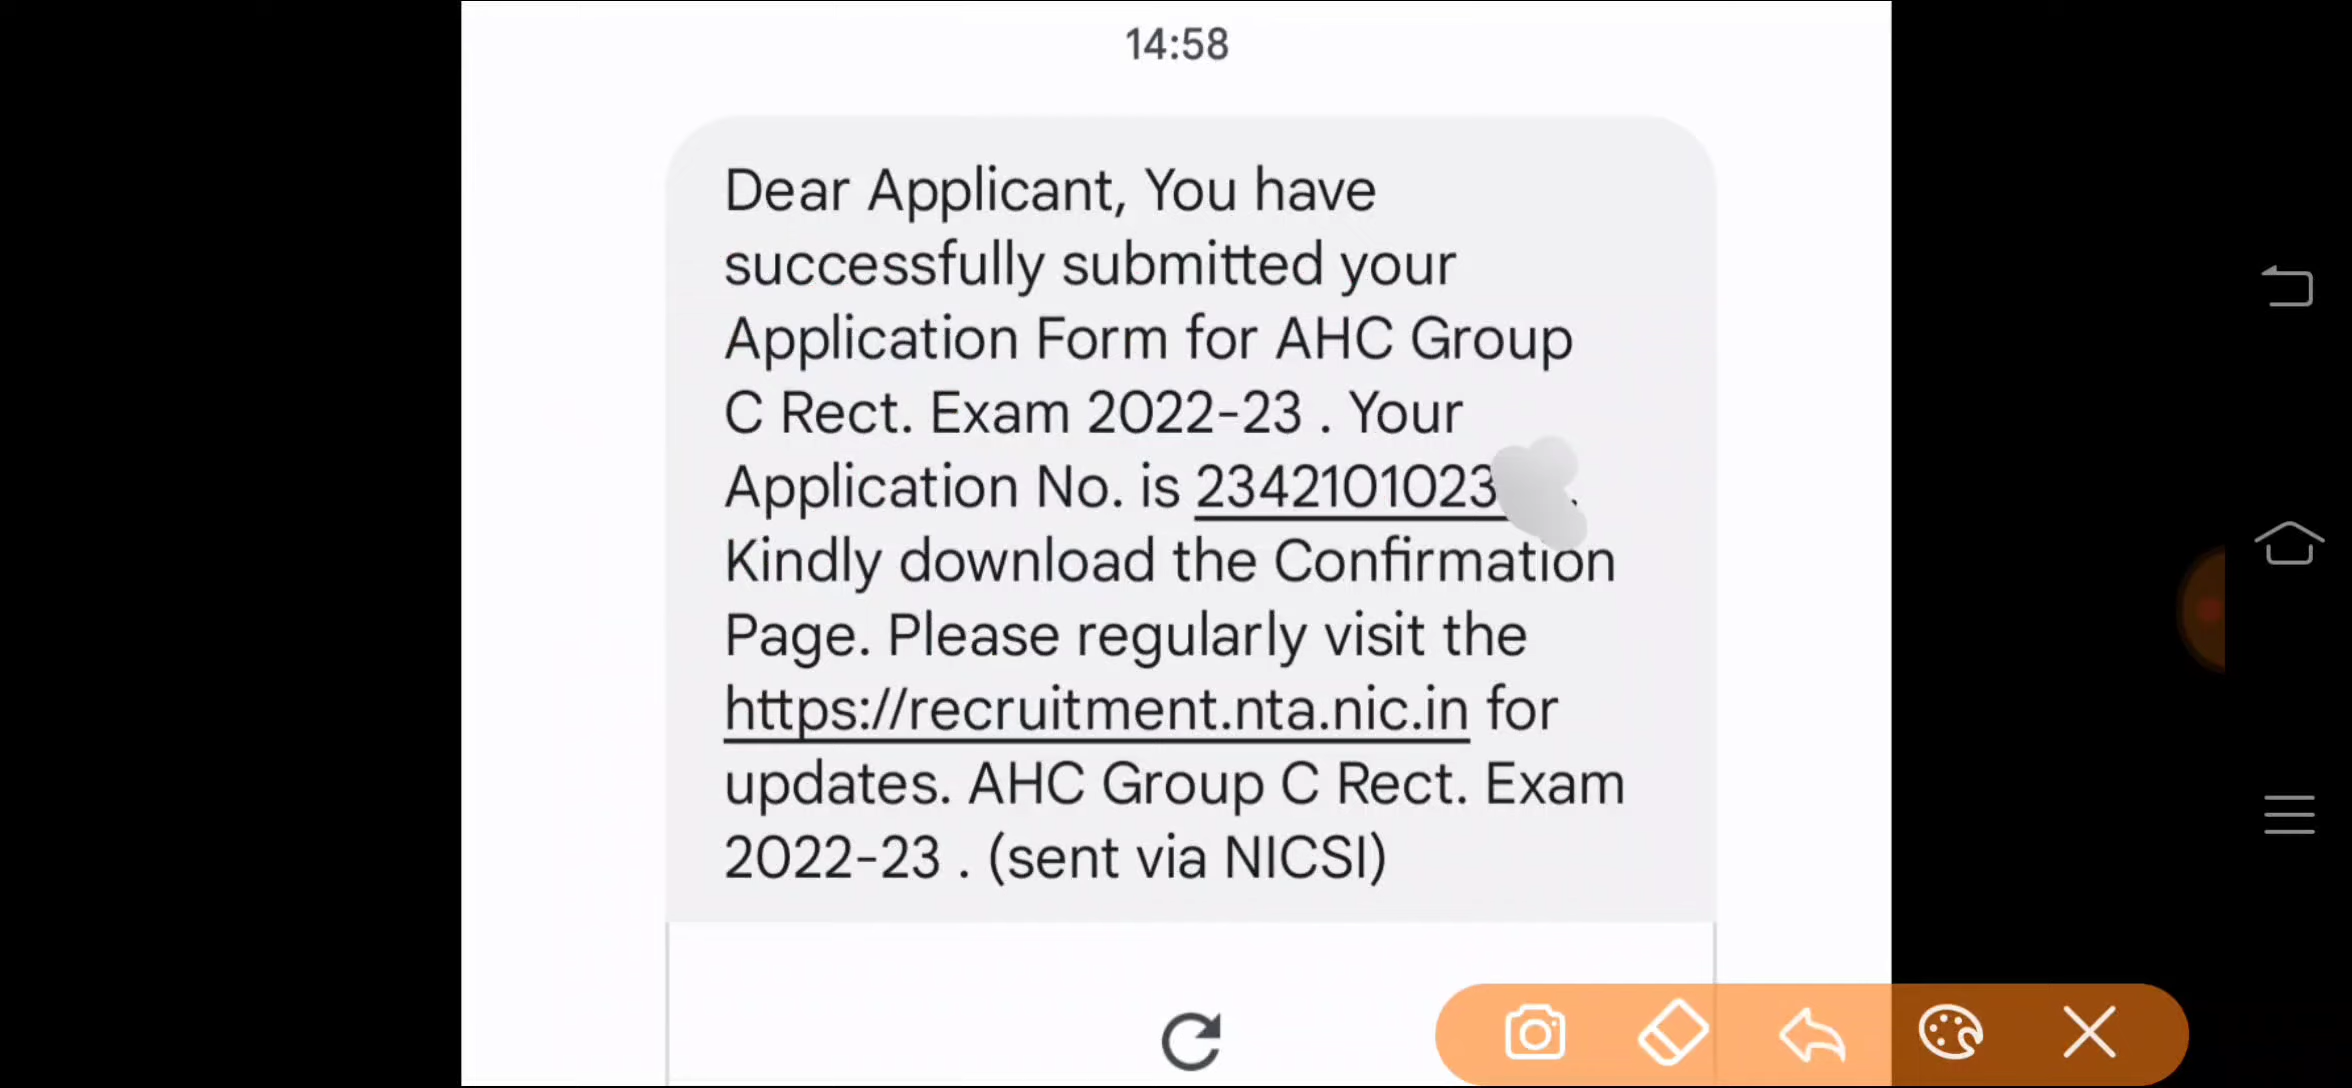 14:58
Dear Applicant, You have
successfully submitted your
Application Form for AHC Group
C Rect. Exam 2022-23 . Your
Application No. is 2342101023 .
Kindly download the Confirmation
Page. Please regularly visit the
https://recruitment.nta.nic.in for
updates. AHC Group C Rect. Exam
2022-23 . (sent via NICSI)